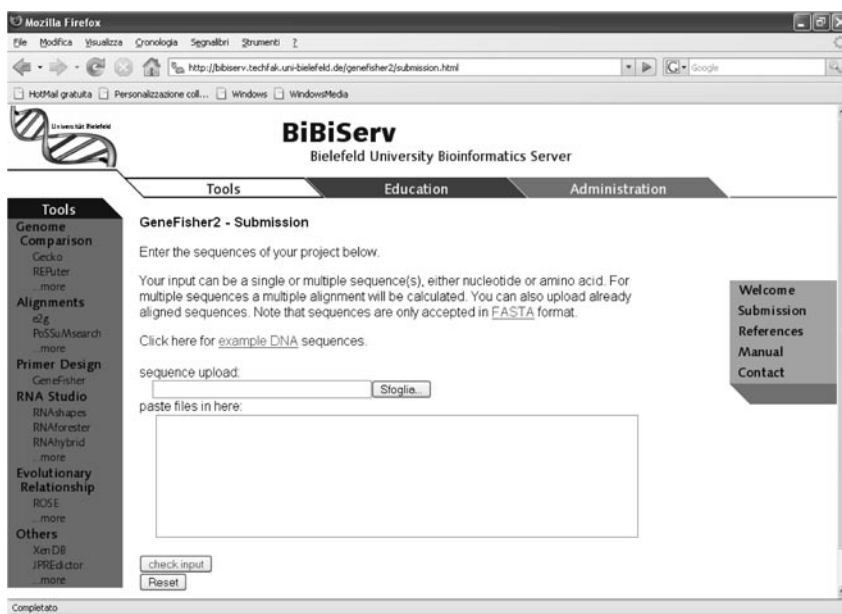 Mozilla Firefox
File Modifica Visualizza Cronologia Segnalibri Strumenti ?
http://bibiserv.techfak.uni-bielefeld.de/genefisher2/submission.html
Google
HotMail gratuita Personalizzazione coll... Windows WindowsMedia
Universität Bielefeld
BiBiServ
Bielefeld University Bioinformatics Server
Tools Education Administration
Tools
Genome
Comparison
Gecko
REPuter
...more
Alignments
e2g
PoSSuMsearch
...more
Primer Design
GeneFisher
RNA Studio
RNAshapes
RNAforester
RNAhybrid
...more
Evolutionary
Relationship
ROSE
...more
Others
XenDB
JPREdictor
...more
GeneFisher2 - Submission
Enter the sequences of your project below.
Your input can be a single or multiple sequence(s), either nucleotide or amino acid. For
multiple sequences a multiple alignment will be calculated. You can also upload already
aligned sequences. Note that sequences are only accepted in FASTA format.
Click here for example DNA sequences.
sequence upload:
Sfoglia...
paste files in here:
check input
Reset
Welcome
Submission
References
Manual
Contact
Completato